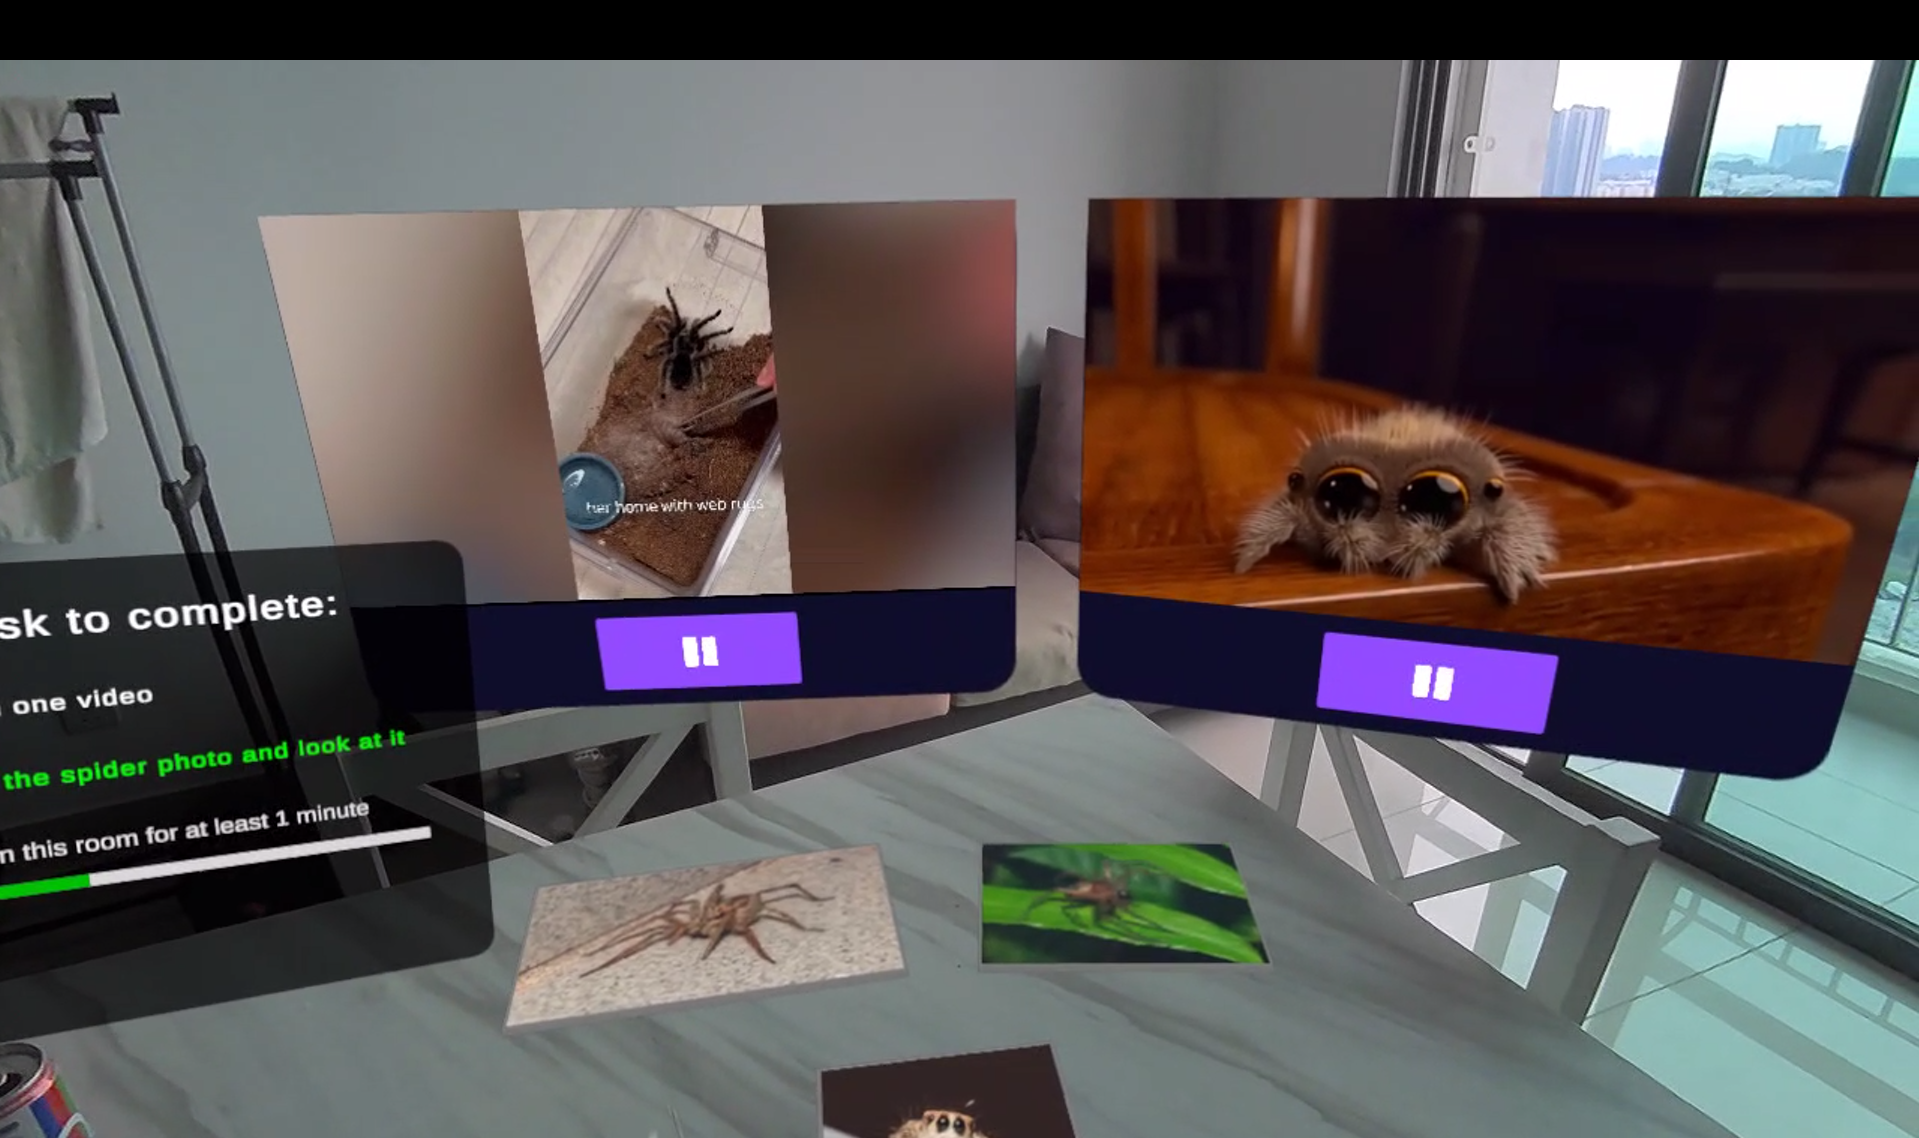 sk to complete:
one video
the spider photo and look at it
n this room for at least 1 minute
her home with web rugs